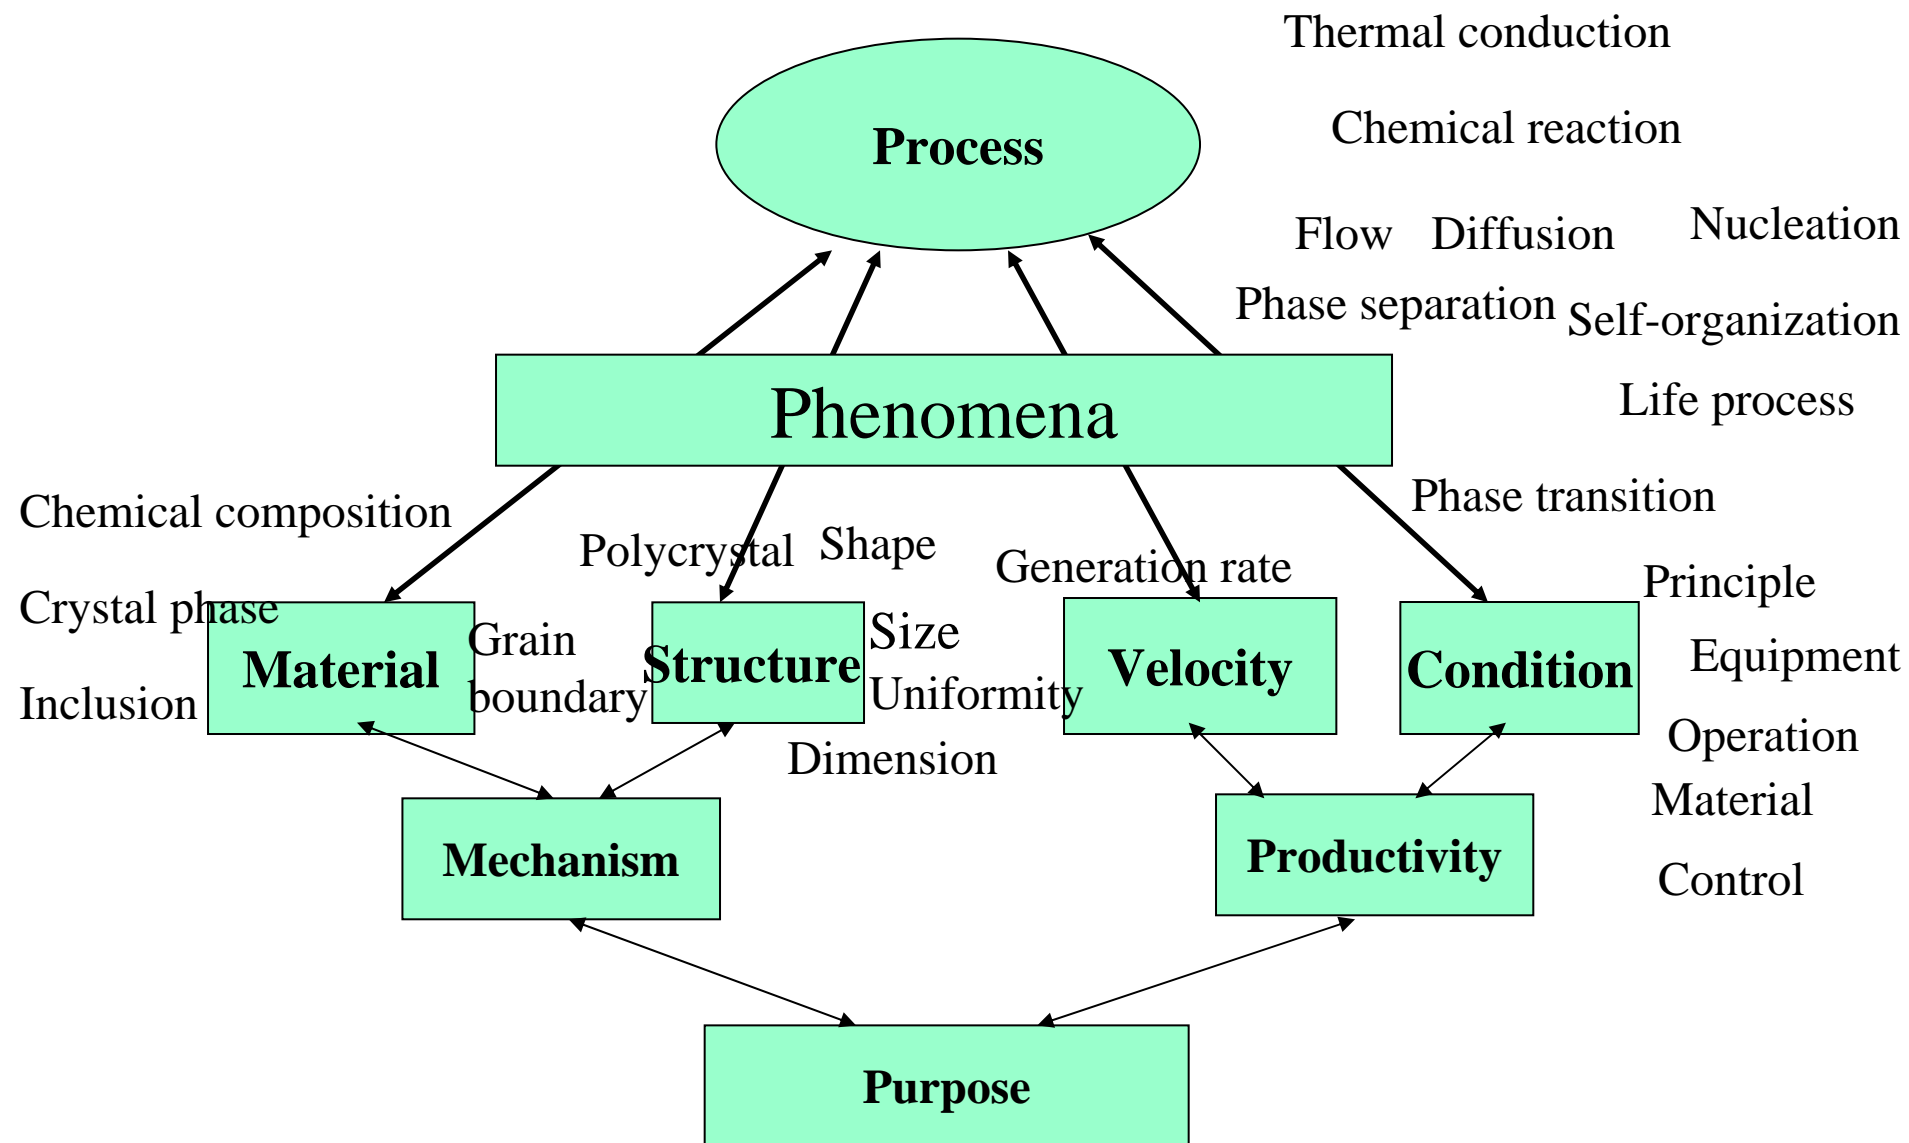 Thermal conduction
Chemical reaction
Process
Flow
Diffusion
Nucleation
Phase separation
Self-organization
Phenomena
Life process
Chemical composition
Phase transition
Polycrystal
Shape
Generation rate
Principle
Crystal phase
Grain
boundary
Size
Material
Structure
Velocity
Condition
Equipment
Inclusion
Uniformity
Operation
Dimension
Material
Mechanism
Productivity
Control
Purpose